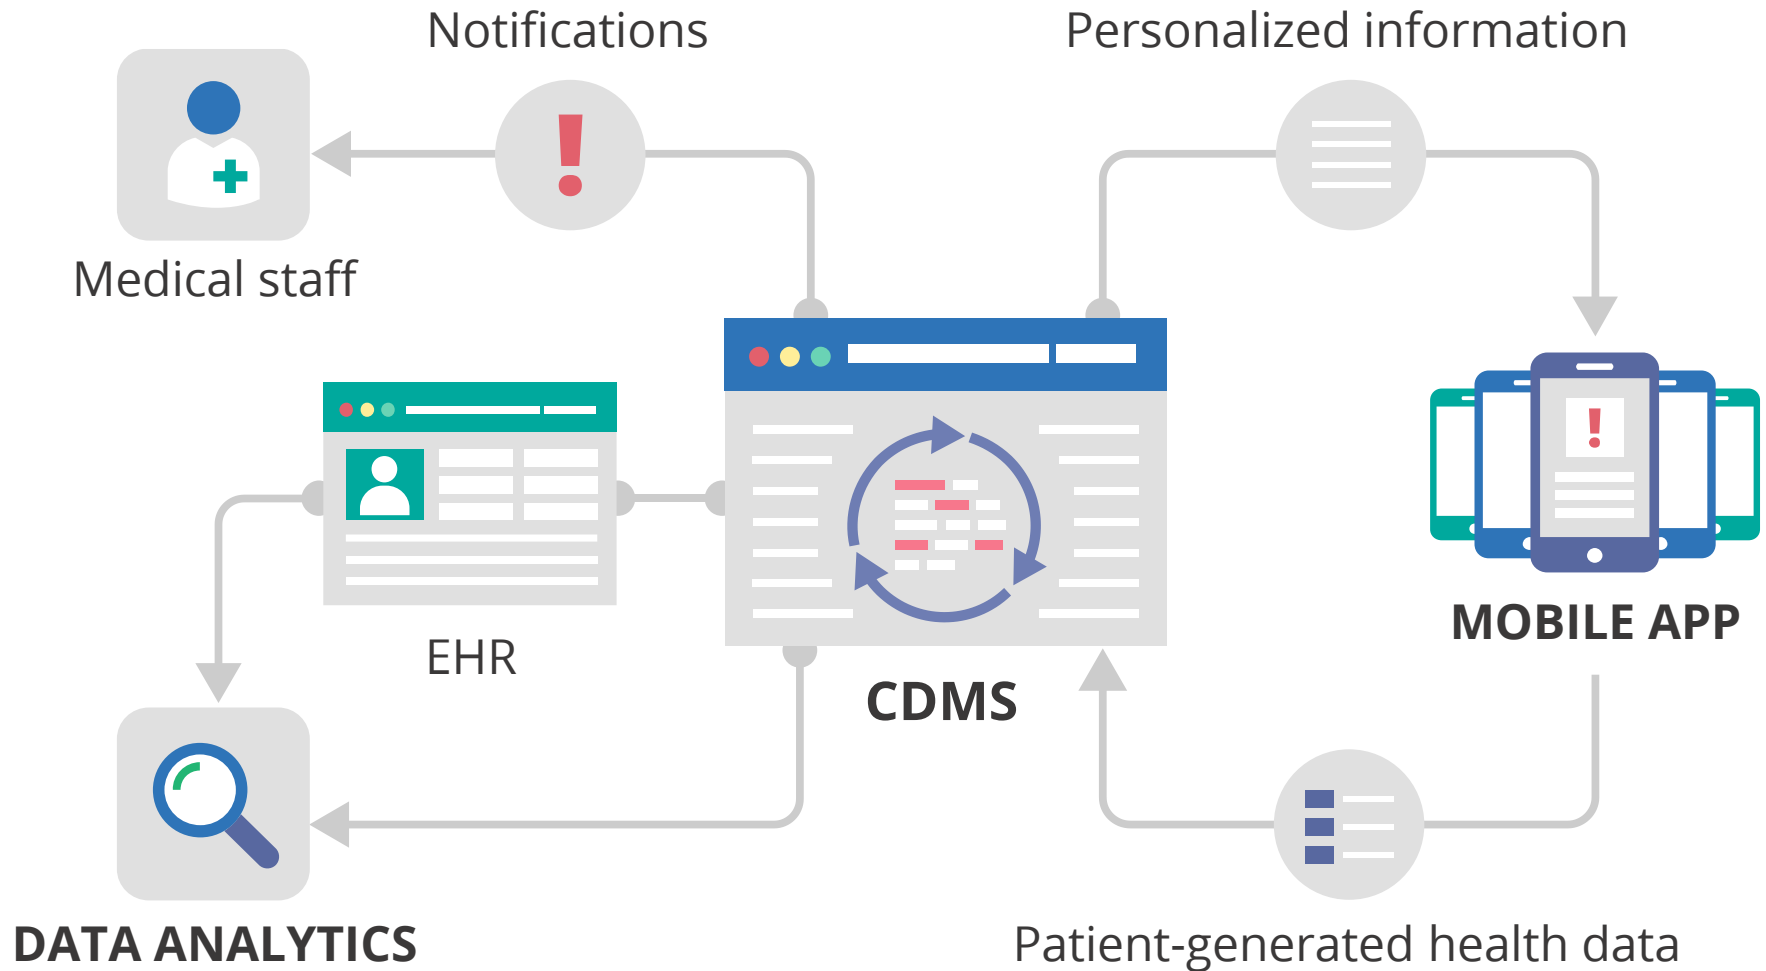 Notifications
Personalized information
!
Medical staff
!
EHR
MOBILE APP
CDMS
DATA ANALYTICS
Patient-generated health data